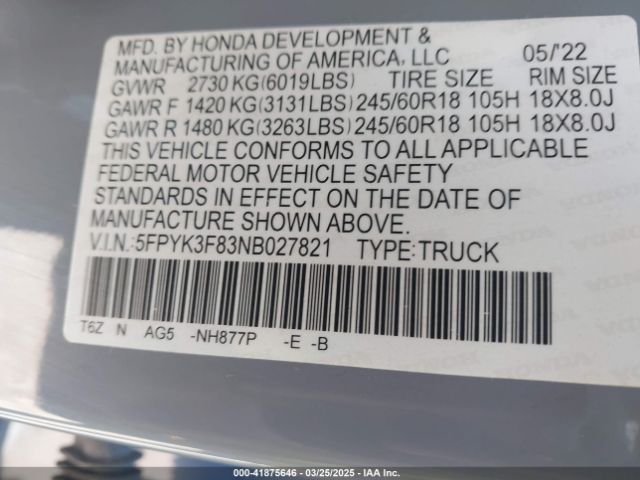 MFD. BY HONDA DEVELOPMENT &
MANUFACTURING OF AMERICA, LLC 05/'22
GVWR 2730 KG(6019LBS) TIRE SIZE RIM SIZE
GAWR F 1420 KG(3131LBS) 245/60R18 105H 18X8.0J
GAWR R 1480 KG(3263LBS) 245/60R18 105H 18X8.0J
THIS VEHICLE CONFORMS TO ALL APPLICABLE
FEDERAL MOTOR VEHICLE SAFETY
STANDARDS IN EFFECT ON THE DATE OF
MANUFACTURE SHOWN ABOVE.
V.I.N.:5FPYK3F83NB027821 TYPE:TRUCK
T6Z N AG5 -NH877P -E -B
000-41875646 | 03/25/2025 - IAA Inc.